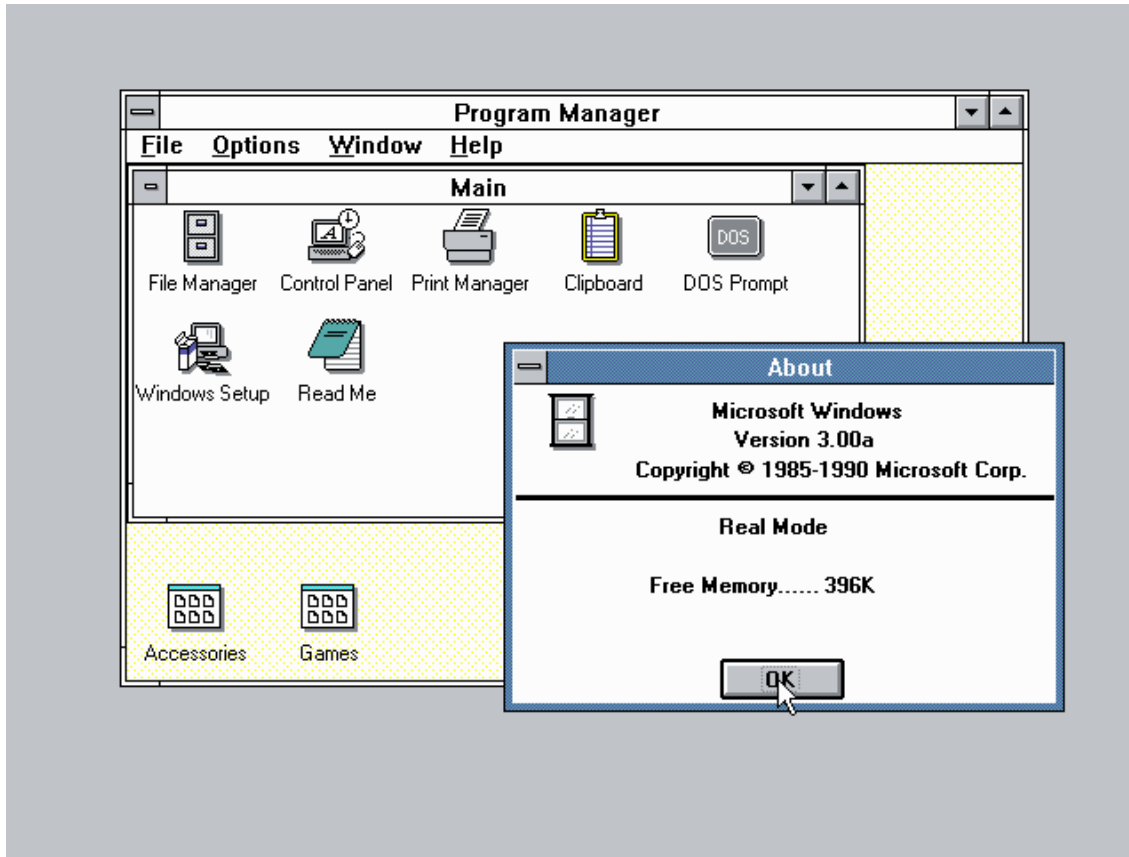 Program Manager
File Options Window Help
Main
File Manager Control Panel Print Manager Clipboard DOS DOS Prompt
Windows Setup Read Me
About
Microsoft Windows
Version 3.00a
Copyright © 1985-1990 Microsoft Corp.
Real Mode
Free Memory...... 396K
Accessories Games
OK